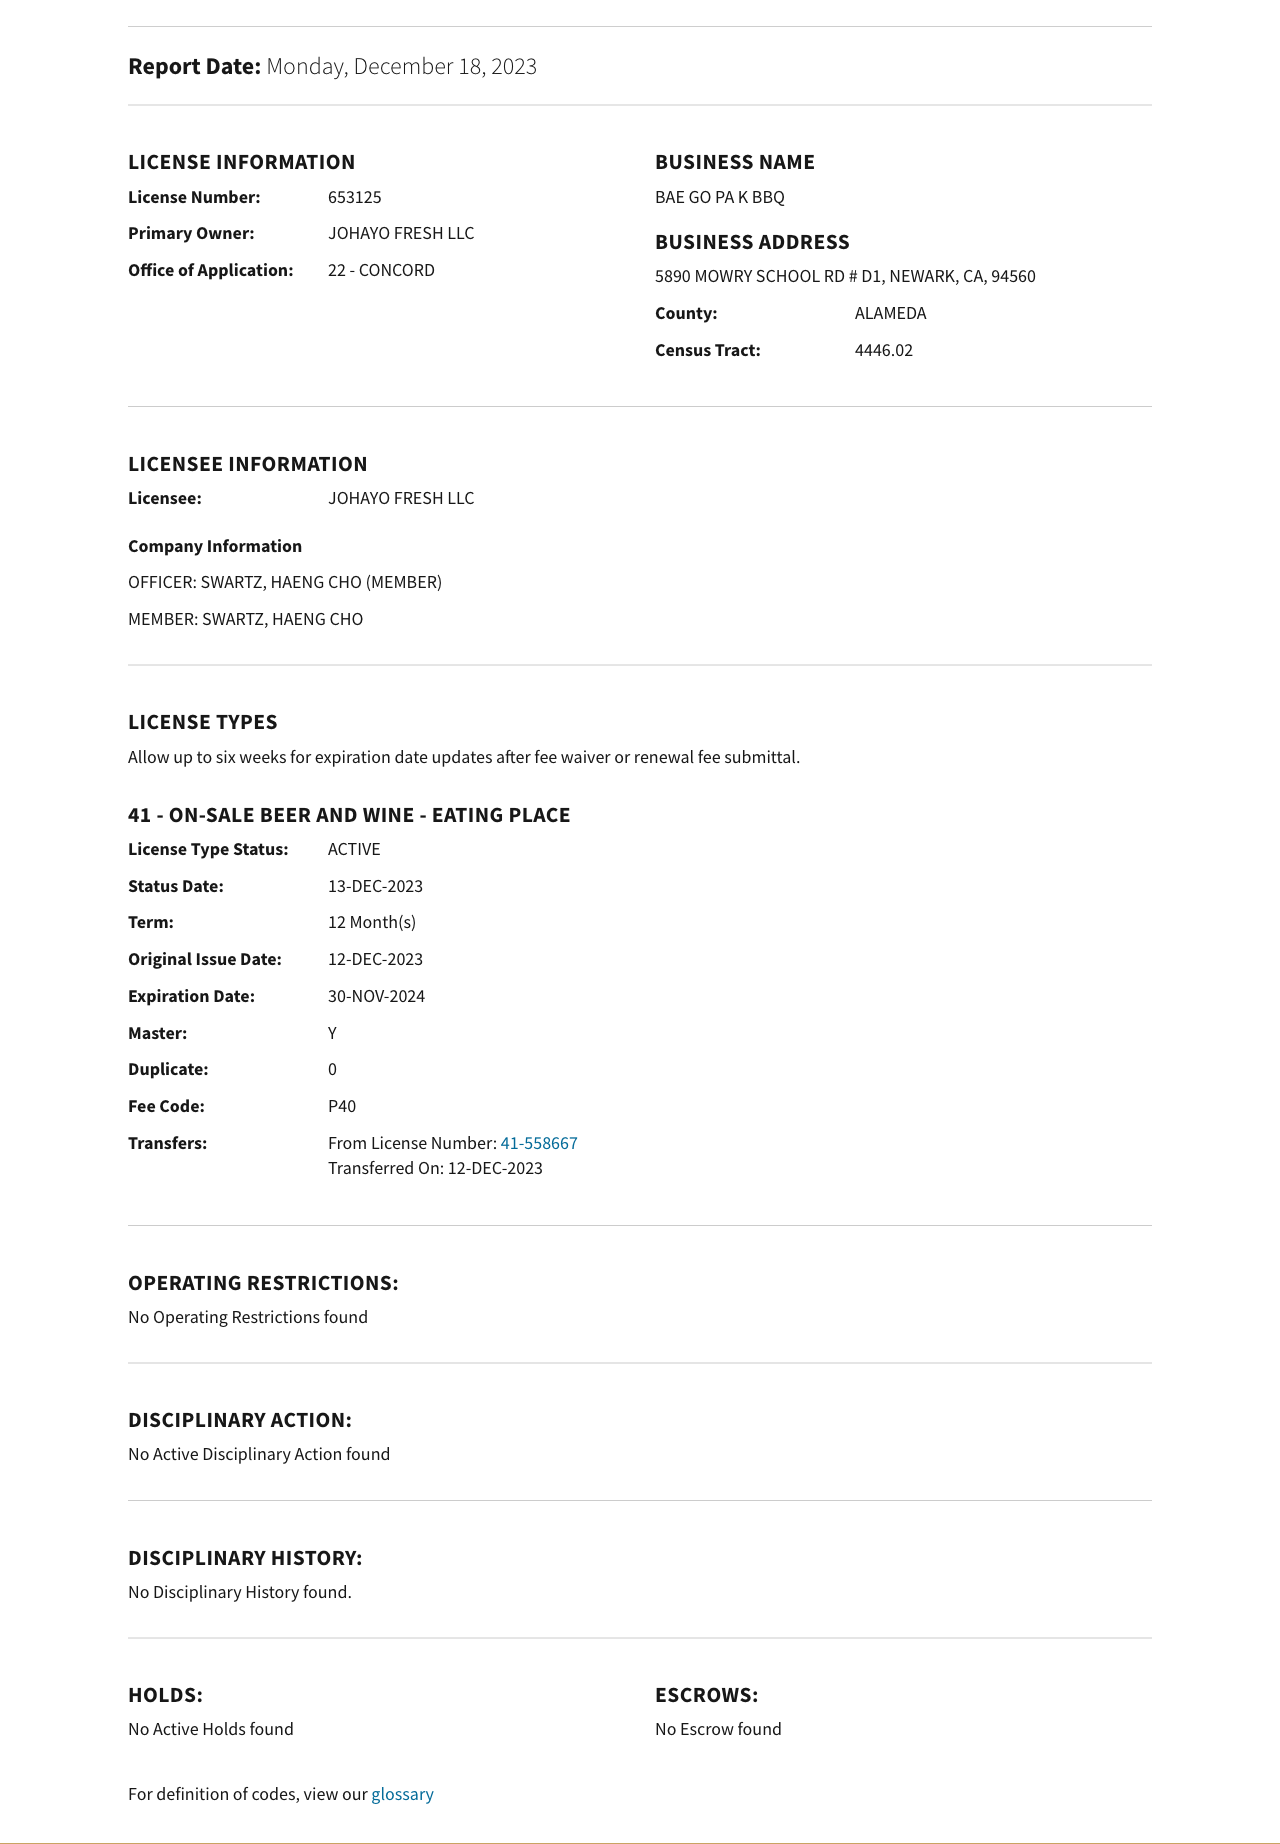 Report Date: Monday, December 18, 2023
LICENSE INFORMATION
License Number: 653125
Primary Owner: JOHAYO FRESH LLC
Office of Application: 22 - CONCORD
BUSINESS NAME
BAE GO PA K BBQ
BUSINESS ADDRESS
5890 MOWRY SCHOOL RD # D1, NEWARK, CA, 94560
County: ALAMEDA
Census Tract: 4446.02
LICENSEE INFORMATION
Licensee: JOHAYO FRESH LLC
Company Information
OFFICER: SWARTZ, HAENG CHO (MEMBER)
MEMBER: SWARTZ, HAENG CHO
LICENSE TYPES
Allow up to six weeks for expiration date updates after fee waiver or renewal fee submittal.
41 - ON-SALE BEER AND WINE - EATING PLACE
License Type Status: ACTIVE
Status Date: 13-DEC-2023
Term: 12 Month(s)
Original Issue Date: 12-DEC-2023
Expiration Date: 30-NOV-2024
Master: Y
Duplicate: 0
Fee Code: P40
Transfers: From License Number: 41-558667
Transferred On: 12-DEC-2023
OPERATING RESTRICTIONS:
No Operating Restrictions found
DISCIPLINARY ACTION:
No Active Disciplinary Action found
DISCIPLINARY HISTORY:
No Disciplinary History found.
HOLDS:
No Active Holds found
ESCROWS:
No Escrow found
For definition of codes, view our glossary